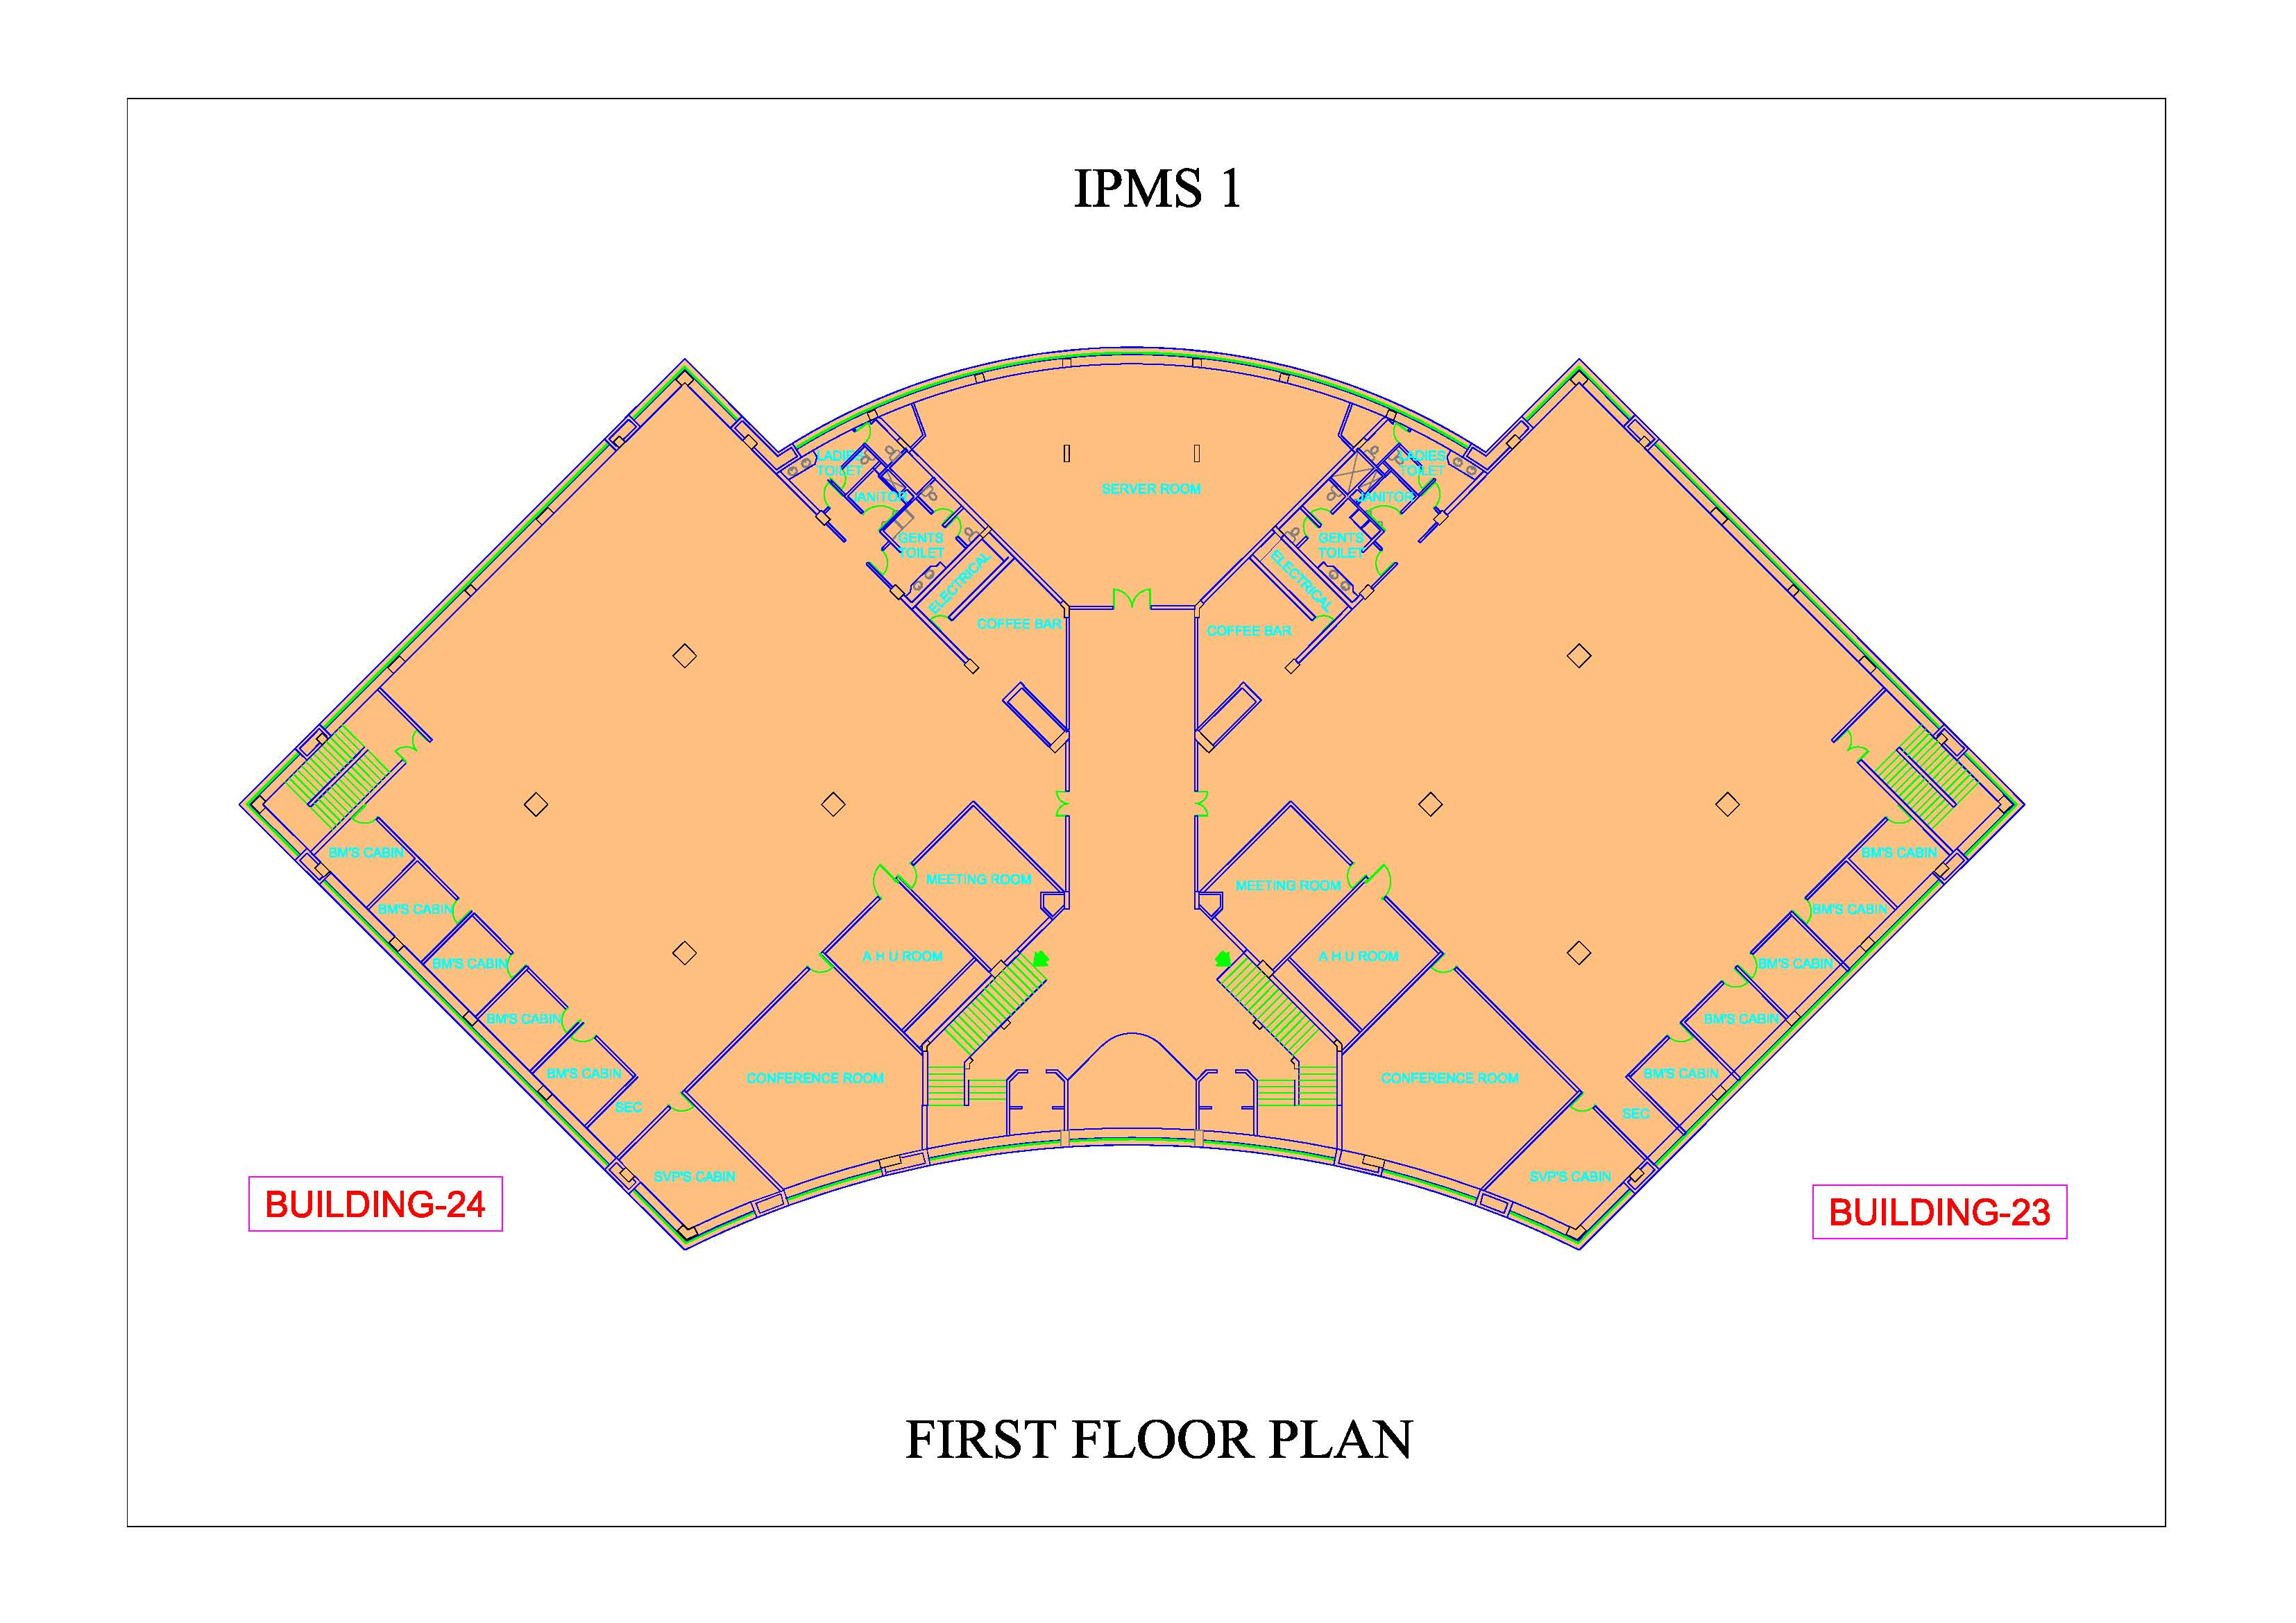 IPMS 1
LADIES
TOILET
LADIES
TOILET
SERVER ROOM
JANITOR
JANITOR
GENTS
TOILET
GENTS
TOILET
ELECTRICAL
ELECTRICAL
COFFEE BAR
COFFEE BAR
BM'S CABIN
BM'S CABIN
MEETING ROOM
MEETING ROOM
BM'S CABIN
BM'S CABIN
A H U ROOM
A H U ROOM
BM'S CABIN
BM'S CABIN
BM'S CABIN
BM'S CABIN
BM'S CABIN
CONFERENCE ROOM
CONFERENCE ROOM
BM'S CABIN
SEC
SEC
SVP'S CABIN
SVP'S CABIN
BUILDING-24
BUILDING-23
FIRST FLOOR PLAN